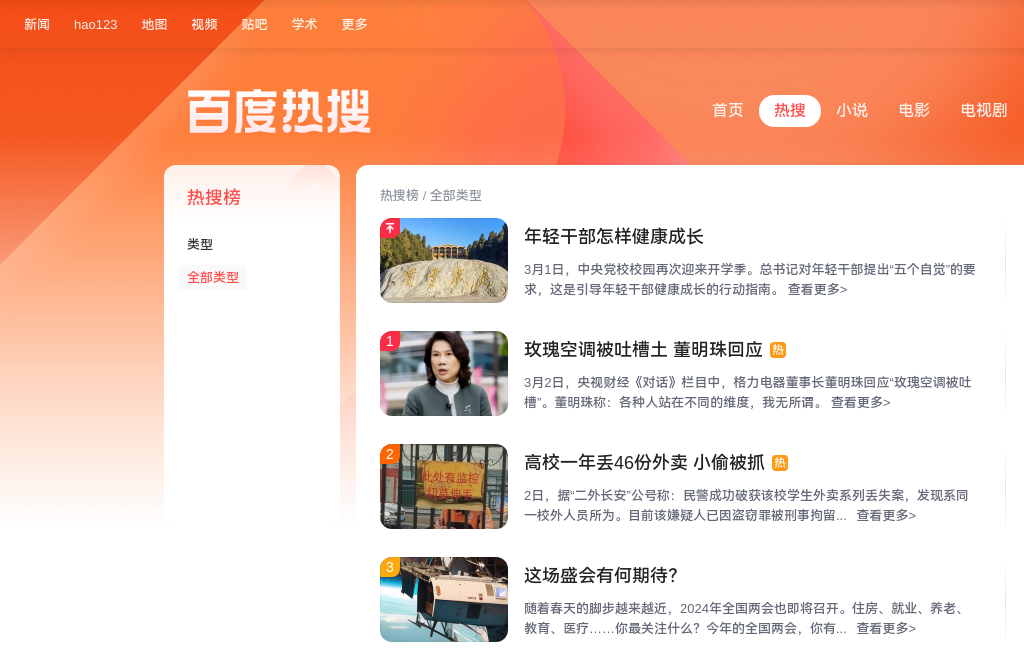 新闻 hao123 地图 视频 贴吧 学术 更多
百度热搜
首页 热搜 小说 电影 电视剧
热搜榜
类型
全部类型
热搜榜 / 全部类型
年轻干部怎样健康成长
3月1日，中央党校校园再次迎来开学季。总书记对年轻干部提出“五个自觉”的要
求，这是引导年轻干部健康成长的行动指南。 查看更多>
1
玫瑰空调被吐槽土 董明珠回应 热
3月2日，央视财经《对话》栏目中，格力电器董事长董明珠回应“玫瑰空调被吐
槽”。董明珠称：各种人站在不同的维度，我无所谓。 查看更多>
2
此处有监控
切莫伸手
高校一年丢46份外卖 小偷被抓 热
2日，据“二外长安”公号称：民警成功破获该校学生外卖系列丢失案，发现系同
一校外人员所为。目前该嫌疑人已因盗窃罪被刑事拘留... 查看更多>
3
这场盛会有何期待？
随着春天的脚步越来越近，2024年全国两会也即将召开。住房、就业、养老、
教育、医疗……你最关注什么？今年的全国两会，你有... 查看更多>